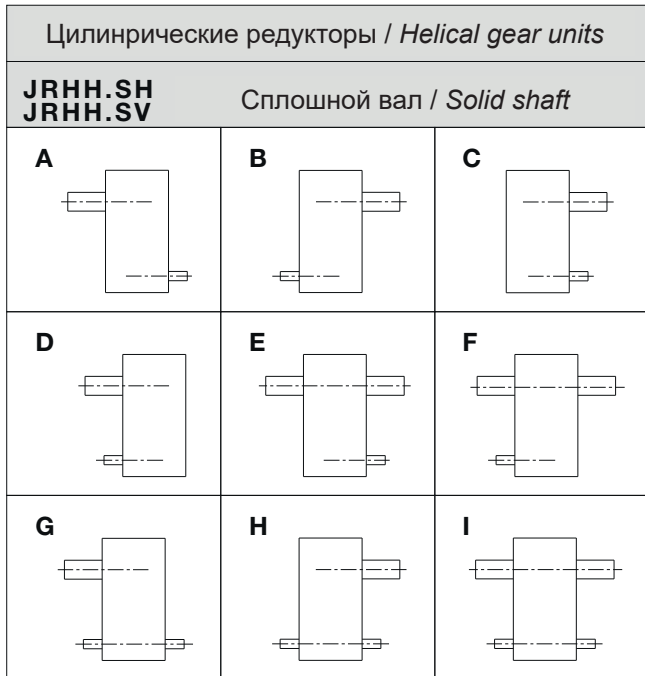 Цилинрические редукторы / Helical gear units
JRHH.SH
JRHH.SV
Сплошной вал / Solid shaft
A
B
C
D
E
F
G
H
I